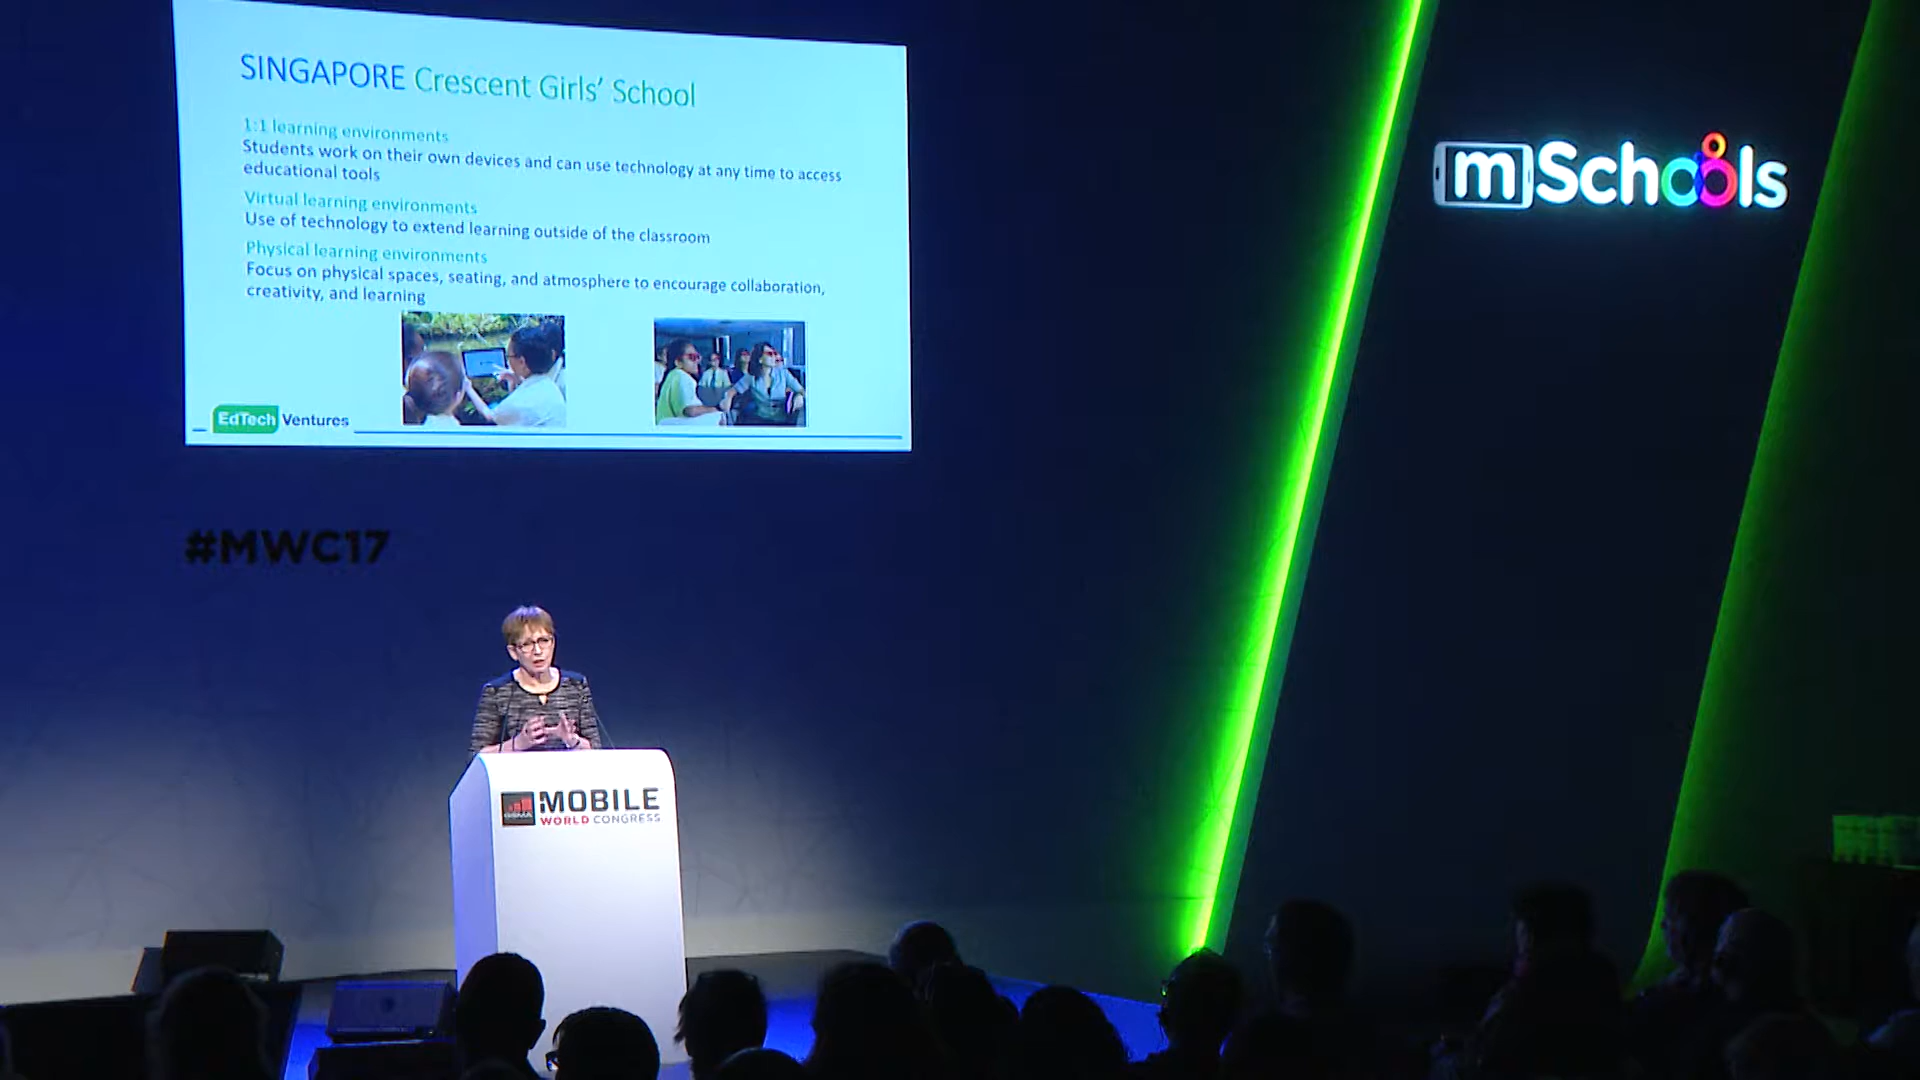 SINGAPORE Crescent Girls' School
1:1 learning environments
Students work on their own devices and can use technology at any time to access
educational tools
Virtual learning environments
Use of technology to extend learning outside of the classroom
Physical learning environments
Focus on physical spaces, seating, and atmosphere to encourage collaboration,
creativity, and learning
EdTech Ventures
mSchools
#MWC17
GSMA
MOBILE
WORLD CONGRESS